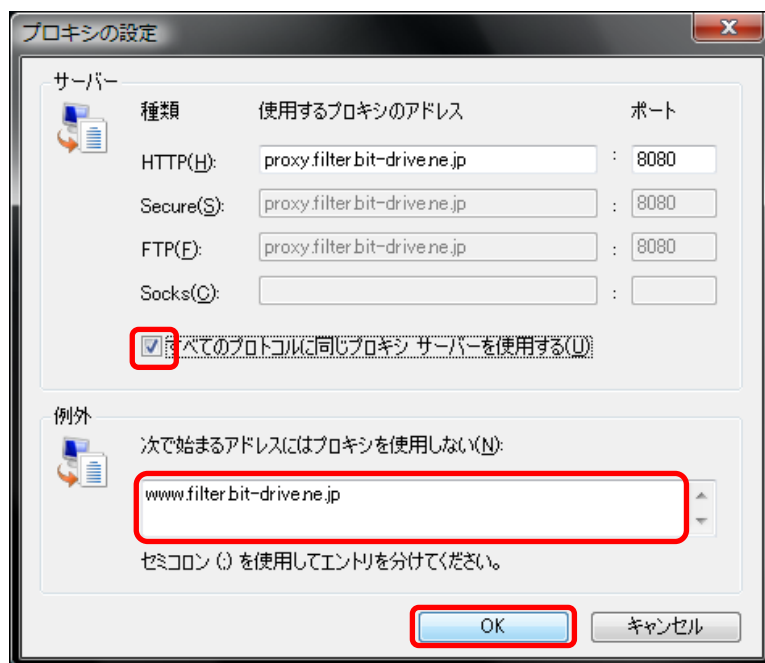 プロキシの設定
サーバー
種類 使用するプロキシのアドレス ポート
HTTP(H): proxy.filter.bit-drive.ne.jp : 8080
Secure(S): proxy.filter.bit-drive.ne.jp : 8080
FTP(F): proxy.filter.bit-drive.ne.jp : 8080
Socks(C): :
すべてのプロトコルに同じプロキシ サーバーを使用する(U)
例外
次で始まるアドレスにはプロキシを使用しない(N):
www.filter.bit-drive.ne.jp
セミコロン (;) を使用してエントリを分けてください。
OK キャンセル